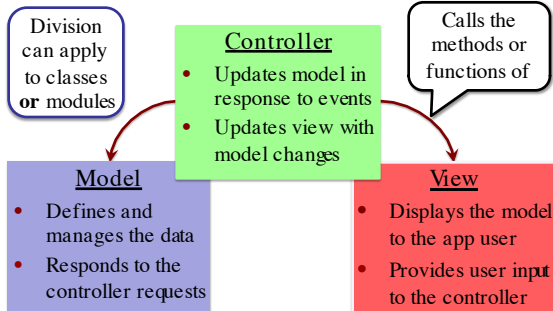 Division
can apply
to classes
or modules
Controller
• Updates model in
response to events
• Updates view with
model changes
Calls the
methods or
functions of
Model
• Defines and
manages the data
• Responds to the
controller requests
View
• Displays the model
to the app user
• Provides user input
to the controller